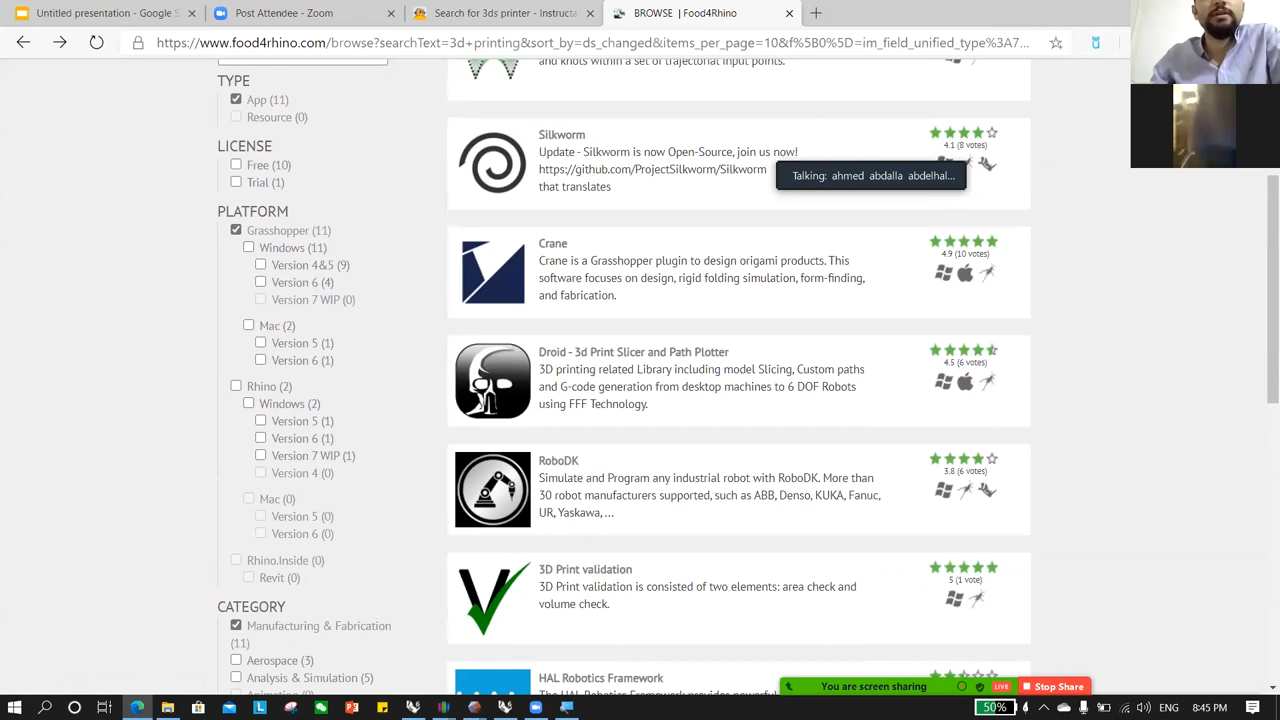 Untitled presentation - Google S
Post Attendee - Zoom
Search for 3ds printer - Instructa
BROWSE | Food4Rhino
https://www.food4rhino.com/browse?searchText=3d+printing&sort_by=ds_changed&items_per_page=10&f%5B0%5D=im_field_unified_type%3A7...
and knots within a set of trajectorial input points.
TYPE
App (11)
Resource (0)
LICENSE
Free (10)
Trial (1)
PLATFORM
Grasshopper (11)
Windows (11)
Version 4&5 (9)
Version 6 (4)
Version 7 WIP (0)
Mac (2)
Version 5 (1)
Version 6 (1)
Rhino (2)
Windows (2)
Version 5 (1)
Version 6 (1)
Version 7 WIP (1)
Version 4 (0)
Mac (0)
Version 5 (0)
Version 6 (0)
Rhino.Inside (0)
Revit (0)
CATEGORY
Manufacturing & Fabrication
(11)
Aerospace (3)
Analysis & Simulation (5)
Silkworm
Update - Silkworm is now Open-Source, join us now!
https://github.com/ProjectSilkworm/Silkworm
that translates
4.1 (8 votes)
Talking: ahmed abdalla abdelhal...
Crane
Crane is a Grasshopper plugin to design origami products. This
software focuses on design, rigid folding simulation, form-finding,
and fabrication.
4.9 (10 votes)
Droid - 3d Print Slicer and Path Plotter
3D printing related Library including model Slicing, Custom paths
and G-code generation from desktop machines to 6 DOF Robots
using FFF Technology.
4.5 (6 votes)
RoboDK
Simulate and Program any industrial robot with RoboDK. More than
30 robot manufacturers supported, such as ABB, Denso, KUKA, Fanuc,
UR, Yaskawa, ...
3.8 (6 votes)
3D Print validation
3D Print validation is consisted of two elements: area check and
volume check.
5 (1 vote)
HAL Robotics Framework
You are screen sharing
LIVE
Stop Share
50%
ENG
8:45 PM